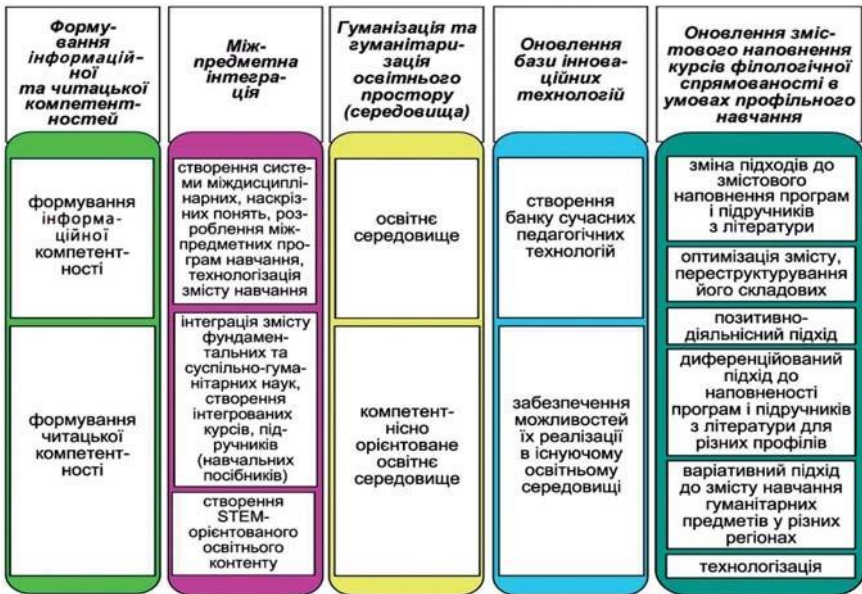 Форму-
вання
інформацій-
ної
та читацької
компетент-
ностей
формування
інформа-
ційної
компетент-
ності
формування
читацької
компетент-
ності
Між-
предметна
інтегра-
ція
створення систе-
ми міждисциплі-
нарних, наскріз-
них понять, роз-
роблення між-
предметних про-
грам навчання,
технологізація
змісту навчання
інтеграція змісту
фундамен-
тальних та
суспільно-гума-
нітарних наук,
створення
інтегрованих
курсів, під-
ручників
(навчальних
посібників)
створення
STEM-
орієнтованого
освітнього
контенту
Гуманізація та
гуманітари-
зація
освітнього
простору
(середовища)
освітнє
середовище
компетент-
нісно
орієнтоване
освітнє
середовище
Оновлення
бази іннова-
ційних
технологій
створення
банку сучасних
педагогічних
технологій
забезпечення
можливостей
їх реалізації
в існуючому
освітньому
середовищі
Оновлення зміс-
тового наповнення
курсів філологічної
спрямованості в
умовах профільного
навчання
зміна підходів до
змістового
наповнення програм
і підручників
з літератури
оптимізація змісту,
переструктурування
його складових
позитивно-
діяльнісний підхід
диференційований
підхід до
наповненості
програм і підручників
з літератури для
різних профілів
варіативний підхід
до змісту навчання
гуманітарних
предметів у різних
регіонах
технологізація